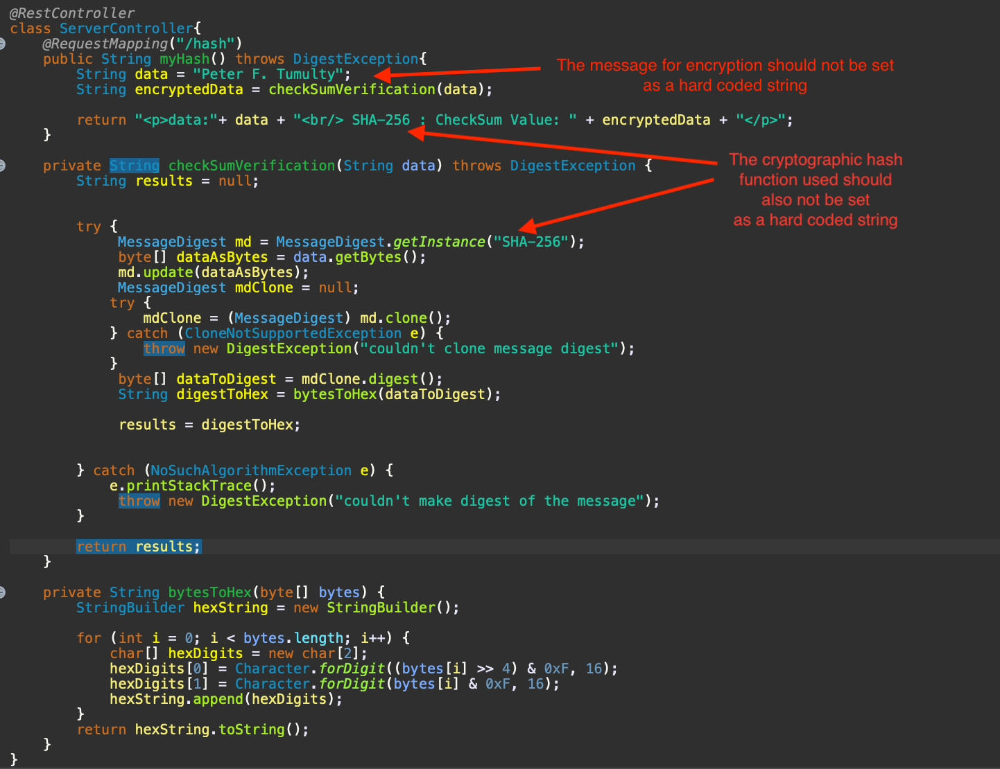 @RestController
class ServerController{
@RequestMapping("/hash")
public String myHash() throws DigestException{
String data = "Peter F. Tumulty";
String encryptedData = checkSumVerification(data);
The message for encryption should not be set
as a hard coded string
return "<p>data:"+ data + "<br/> SHA-256 : CheckSum Value: " + encryptedData + "</p>";
}
private String checkSumVerification(String data) throws DigestException {
String results = null;
The cryptographic hash
function used should
also not be set
as a hard coded string
try {
MessageDigest md = MessageDigest.getInstance("SHA-256");
byte[] dataAsBytes = data.getBytes();
md.update(dataAsBytes);
MessageDigest mdClone = null;
try {
mdClone = (MessageDigest) md.clone();
} catch (CloneNotSupportedException e) {
throw new DigestException("couldn't clone message digest");
}
byte[] dataToDigest = mdClone.digest();
String digestToHex = bytesToHex(dataToDigest);
results = digestToHex;
} catch (NoSuchAlgorithmException e) {
e.printStackTrace();
throw new DigestException("couldn't make digest of the message");
}
return results;
}
private String bytesToHex(byte[] bytes) {
StringBuilder hexString = new StringBuilder();
for (int i = 0; i < bytes.length; i++) {
char[] hexDigits = new char[2];
hexDigits[0] = Character.forDigit((bytes[i] >> 4) & 0xF, 16);
hexDigits[1] = Character.forDigit(bytes[i] & 0xF, 16);
hexString.append(hexDigits);
}
return hexString.toString();
}
}